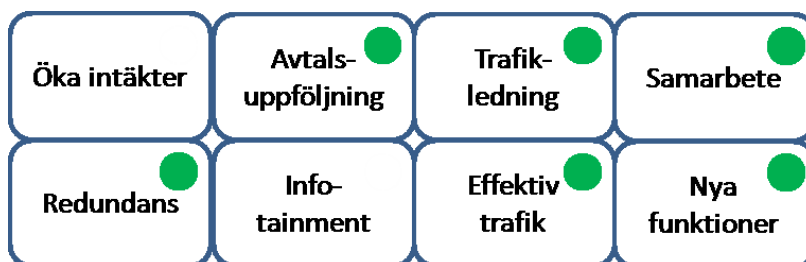 Öka intäkter
Avtals-
uppföljning
Trafik-
ledning
Samarbete
Redundans
Info-
tainment
Effektiv
trafik
Nya
funktioner